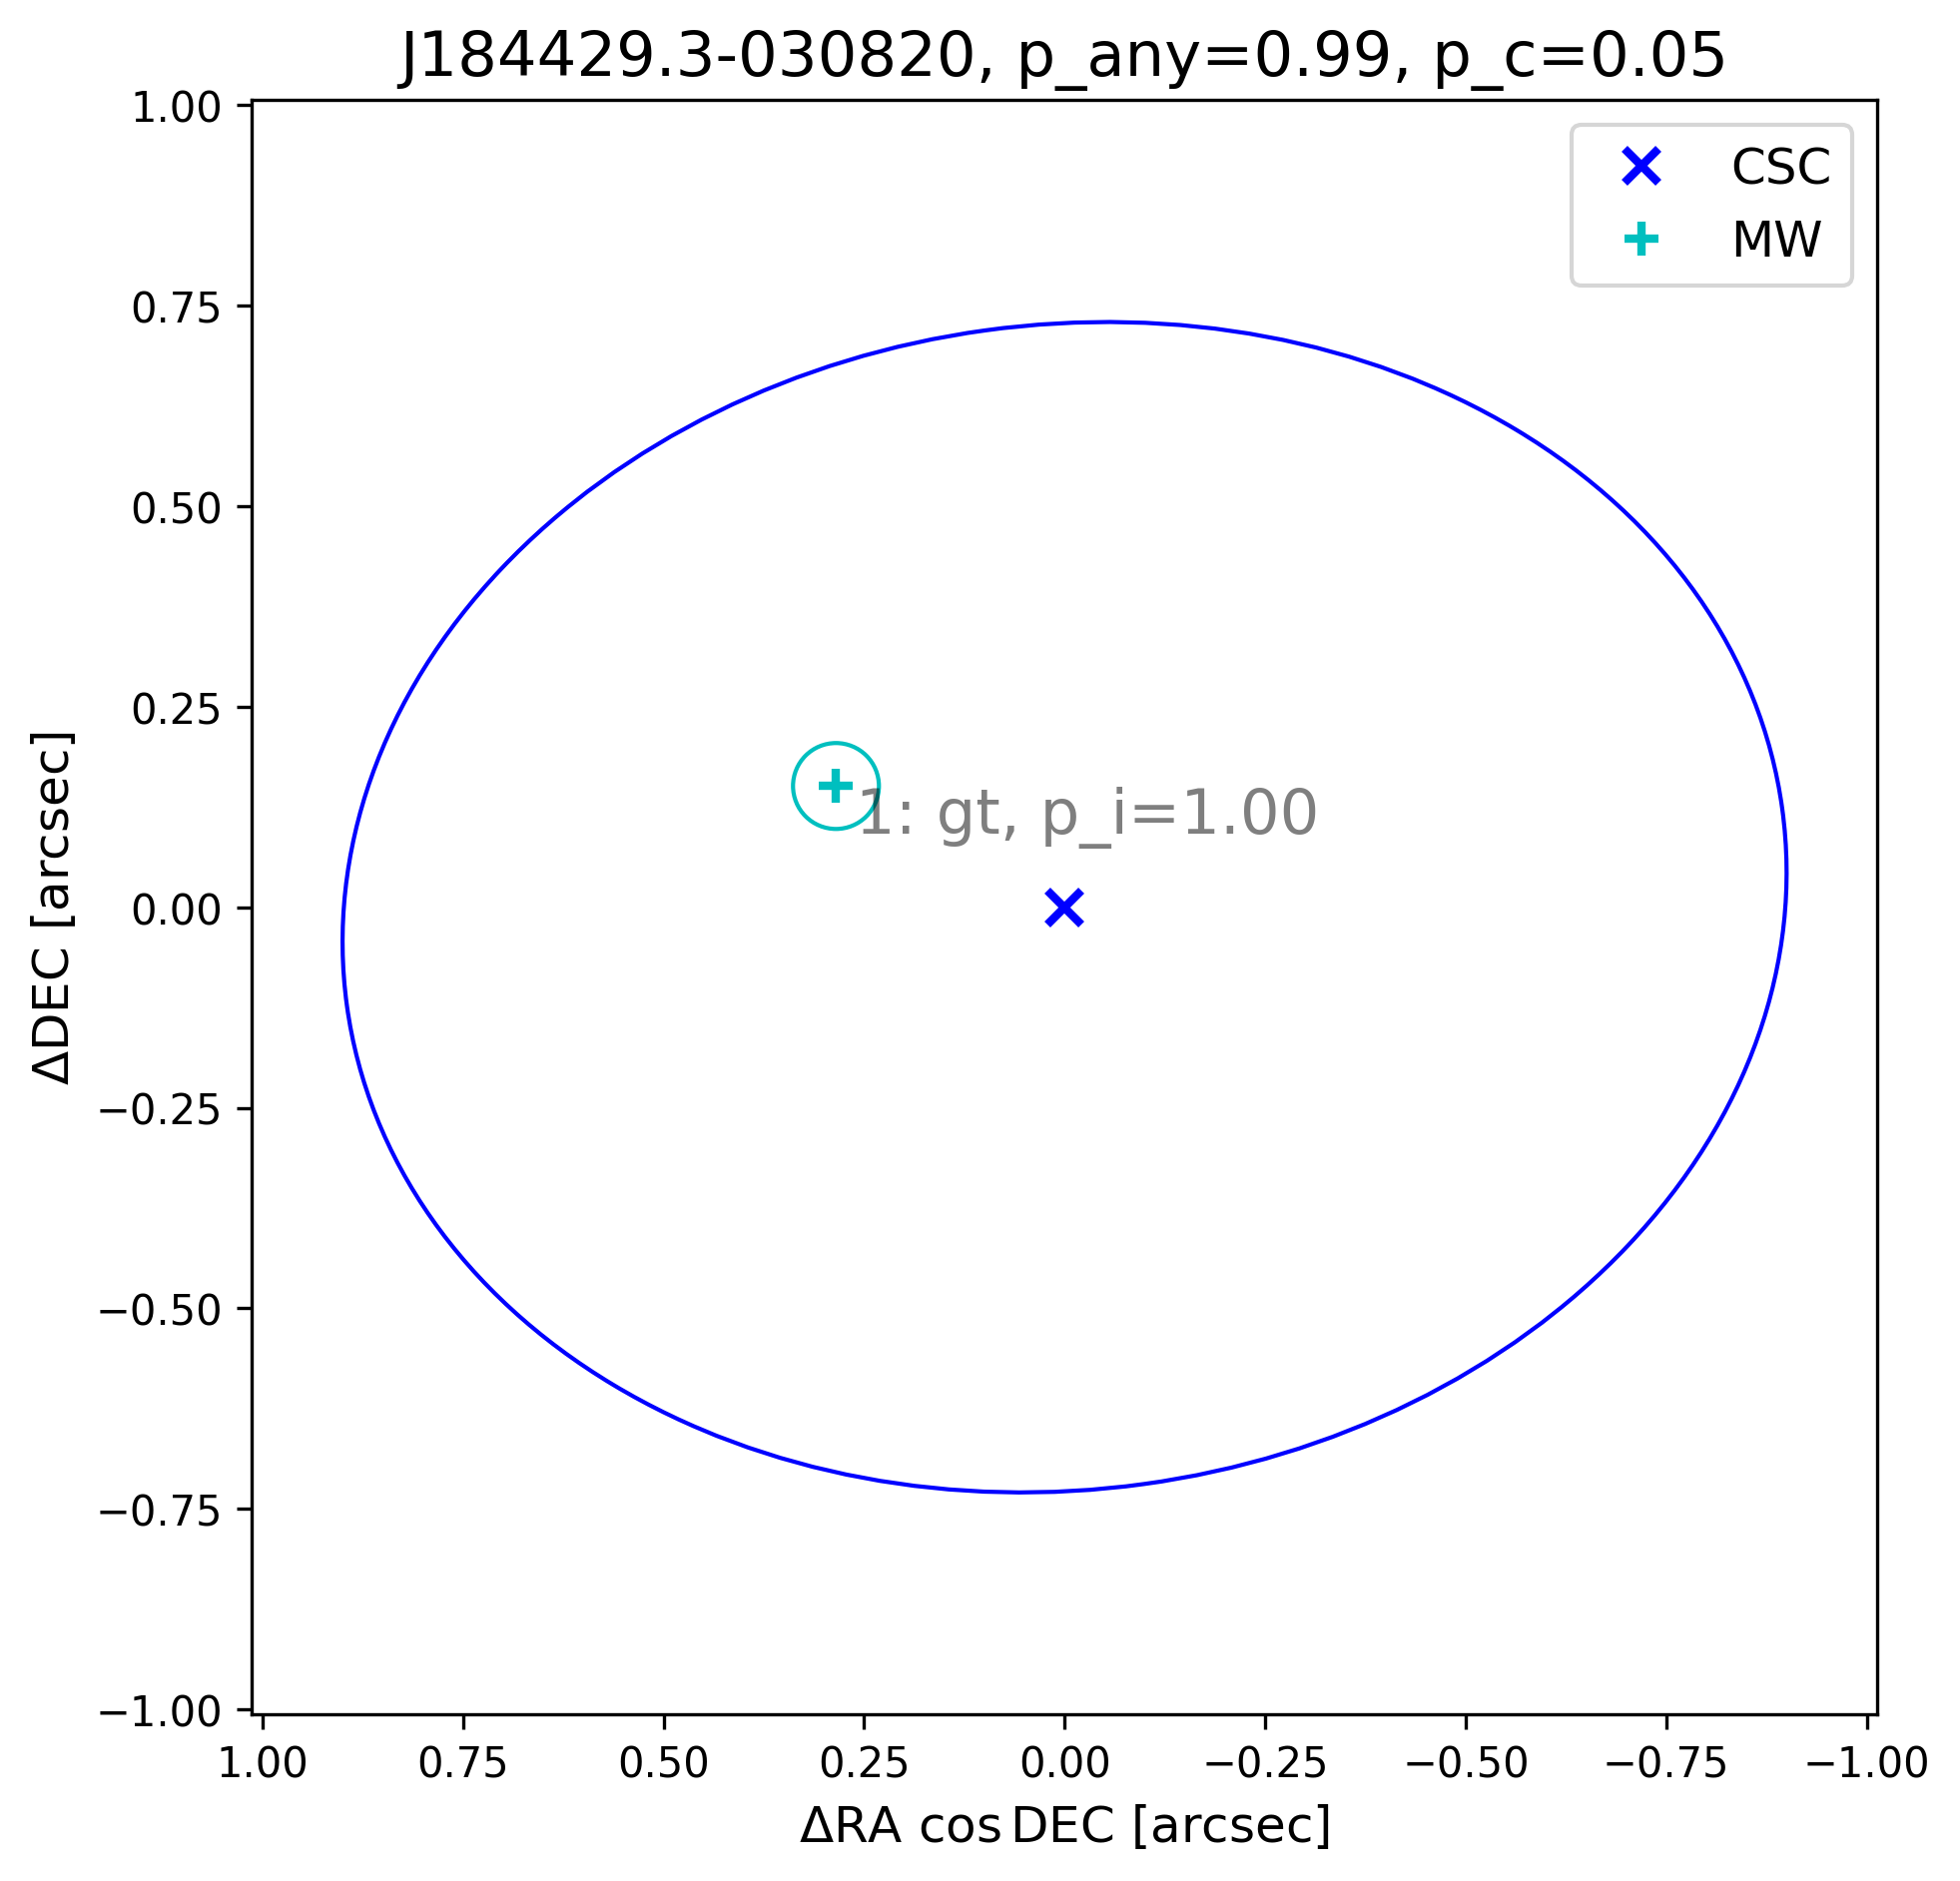 J184429.3-030820, p_any=0.99, p_c=0.05
CSC
MW
1.00
0.75
0.50
0.25
0.00
−0.25
−0.50
−0.75
−1.00
ΔDEC [arcsec]
1: gt, p_i=1.00
1.00 0.75 0.50 0.25 0.00 −0.25 −0.50 −0.75 −1.00
ΔRA cos DEC [arcsec]